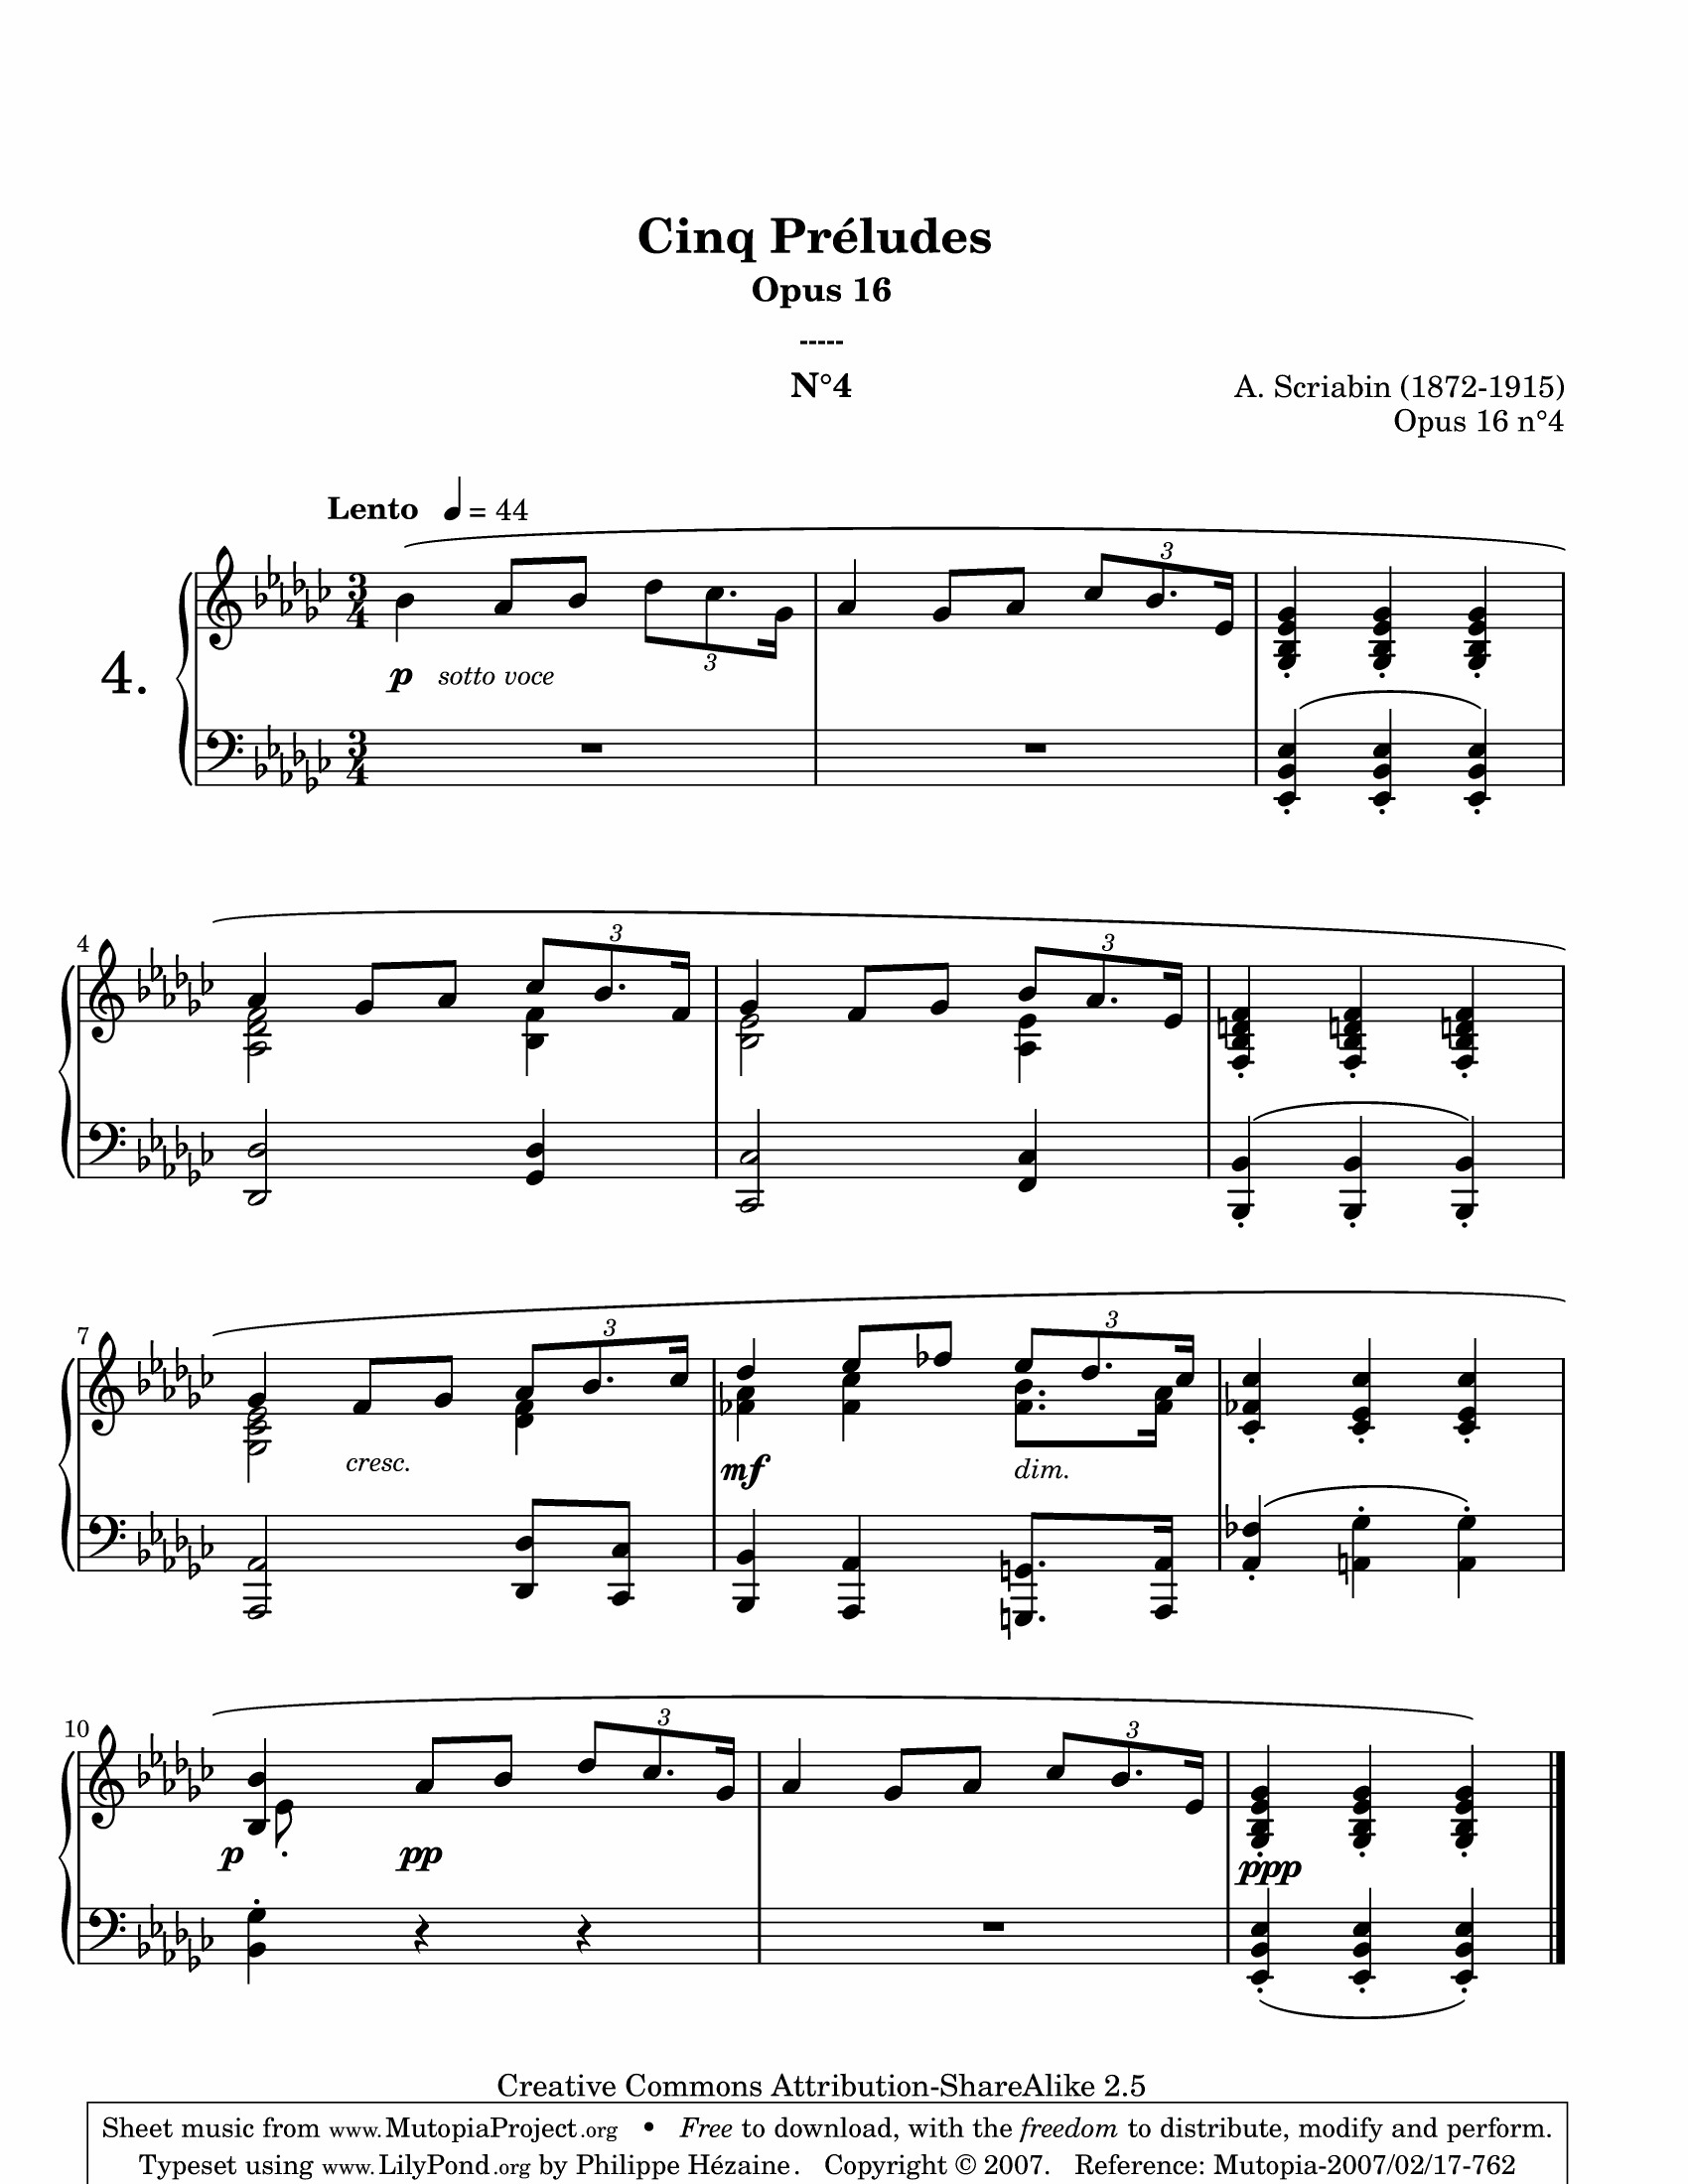 Cinq Préludes
Opus 16
-----
N°4
A. Scriabin (1872-1915)
Opus 16 n°4
Lento = 44
4.
3
3
p sotto voce
3
4
3
4
4
3
3
7
3
3
cresc.
mf
dim.
10
3
3
p
pp
ppp
Creative Commons Attribution-ShareAlike 2.5
Sheet music from www.MutopiaProject.org • Free to download, with the freedom to distribute, modify and perform.
Typeset using www.LilyPond.org by Philippe Hézaine. Copyright © 2007. Reference: Mutopia-2007/02/17-762